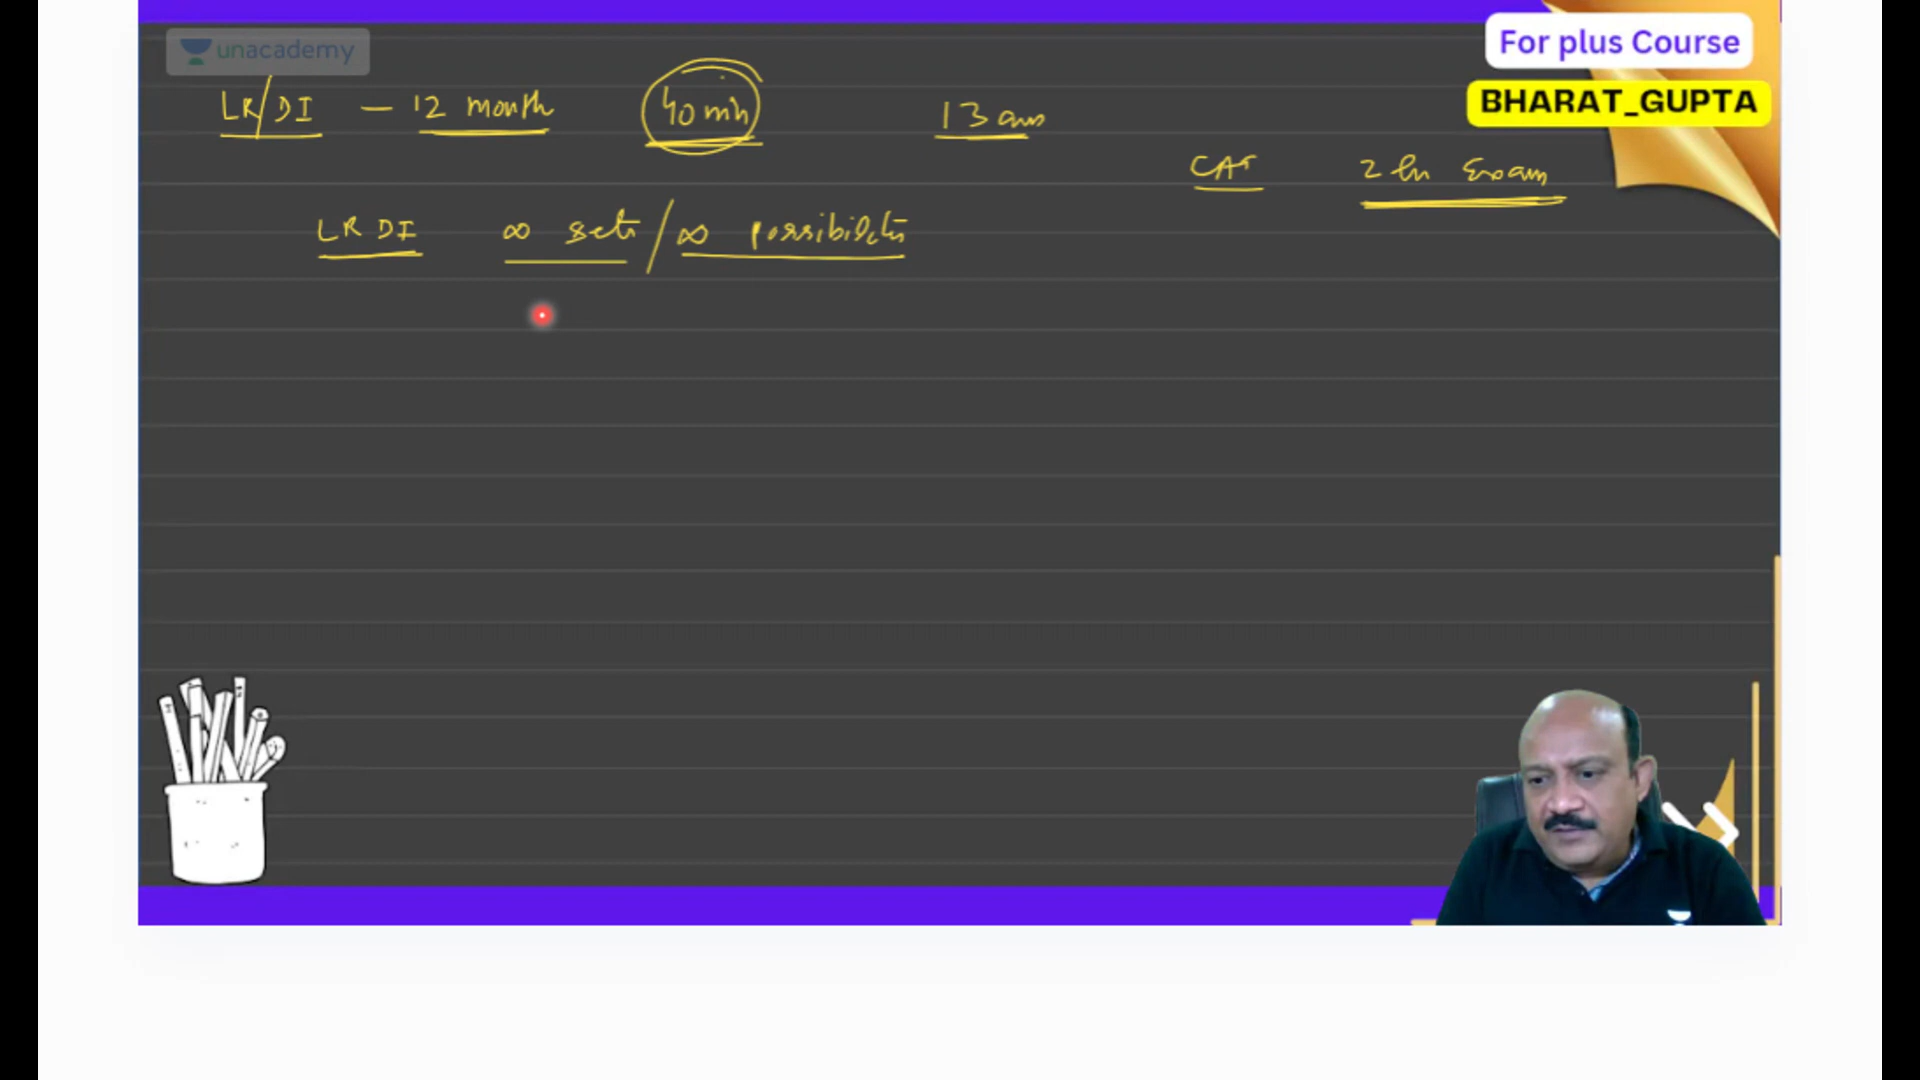 unacademy
For plus Course
BHARAT_GUPTA
LR/DI — 12 month 40 min 13 am
CAT 2 hr Exam
LR DI ∞ sets / ∞ possibilities